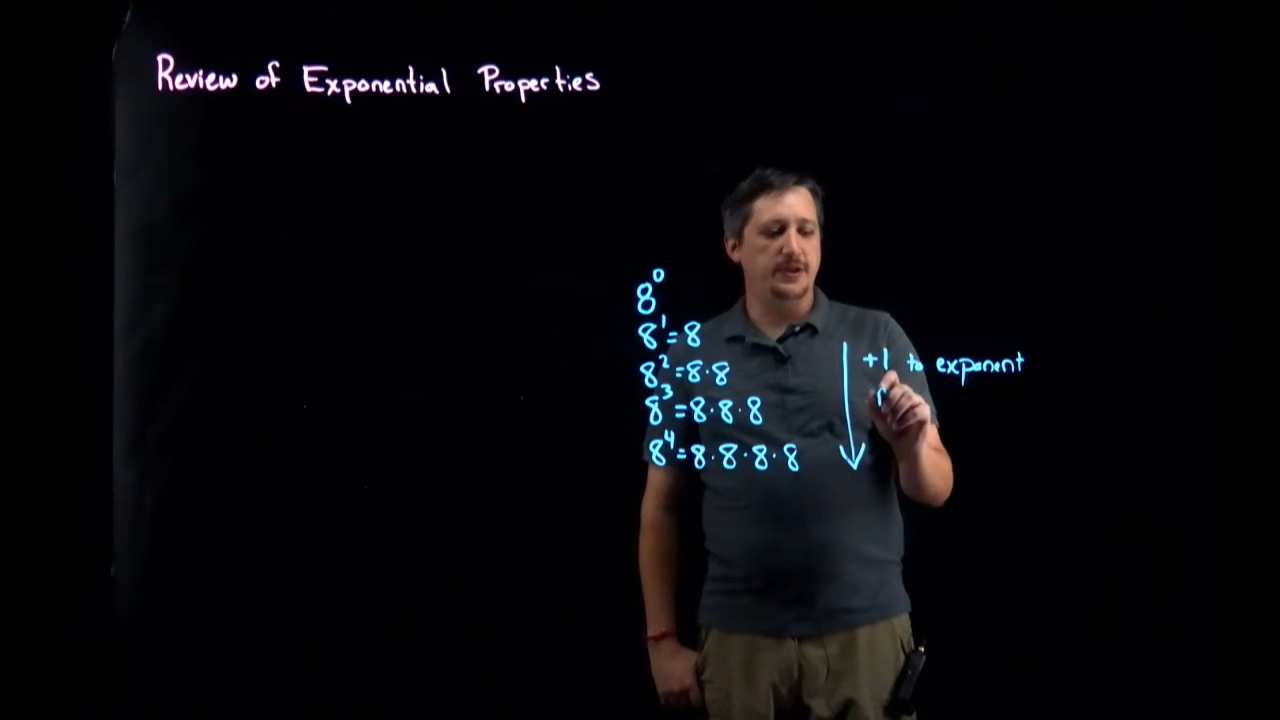 Review of Exponential Properties
8⁰
8¹=8
8²=8·8
8³=8·8·8
8⁴=8·8·8·8
+1 to exponent